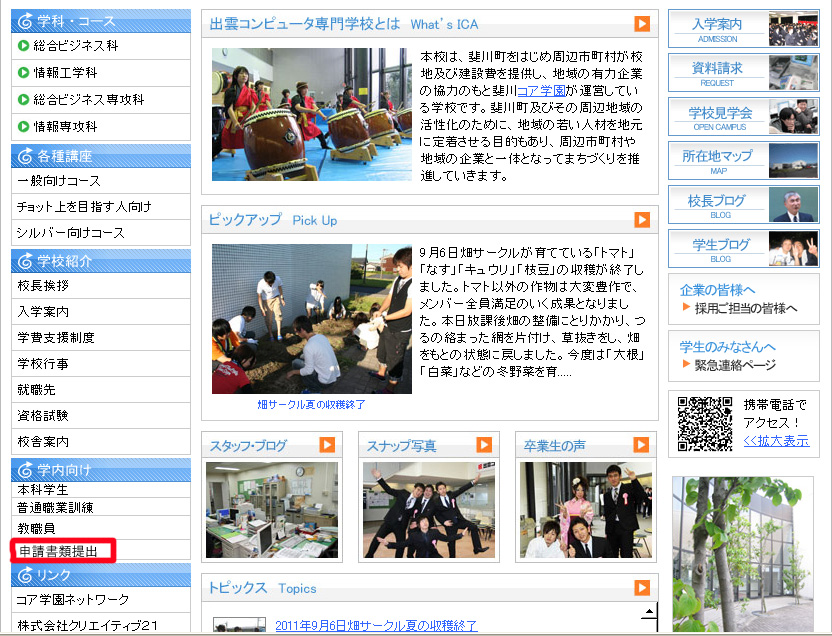 学科・コース
総合ビジネス科
情報工学科
総合ビジネス専攻科
情報専攻科
各種講座
一般向けコース
チョット上を目指す人向け
シルバー向けコース
学校紹介
校長挨拶
入学案内
学費支援制度
学校行事
就職先
資格試験
校舎案内
学内向け
本科学生
普通職業訓練
教職員
申請書類提出
リンク
コア学園ネットワーク
株式会社クリエイティブ21
出雲コンピュータ専門学校とは What's ICA
本校は、斐川町をはじめ周辺市町村が校
地及び建設費を提供し、地域の有力企業
の協力のもと斐川コア学園が運営してい
る学校です。斐川町及びその周辺地域の
活性化のために、地域の若い人材を地元
に定着させる目的もあり、周辺市町村や
地域の企業と一体となってまちづくりを推
進していきます。
ピックアップ Pick Up
9月6日畑サークルが育てている「トマト」
「なす」「キュウリ」「枝豆」の収穫が終了し
ました。トマト以外の作物は大変豊作で、
メンバー全員満足のいく成果となりまし
た。本日放課後畑の整備にとりかかり、つ
るの絡まった網を片付け、草抜きをし、畑
をもとの状態に戻しました。今度は「大根」
「白菜」などの冬野菜を育.....
畑サークル夏の収穫終了
スタッフ・ブログ
スナップ写真
卒業生の声
トピックス Topics
2011年9月6日畑サークル夏の収穫終了
入学案内
ADMISSION
資料請求
REQUEST
学校見学会
OPEN CAMPUS
所在地マップ
MAP
校長ブログ
BLOG
学生ブログ
BLOG
企業の皆様へ
採用ご担当の皆様へ
学生のみなさんへ
緊急連絡ページ
携帯電話で
アクセス！
<<拡大表示